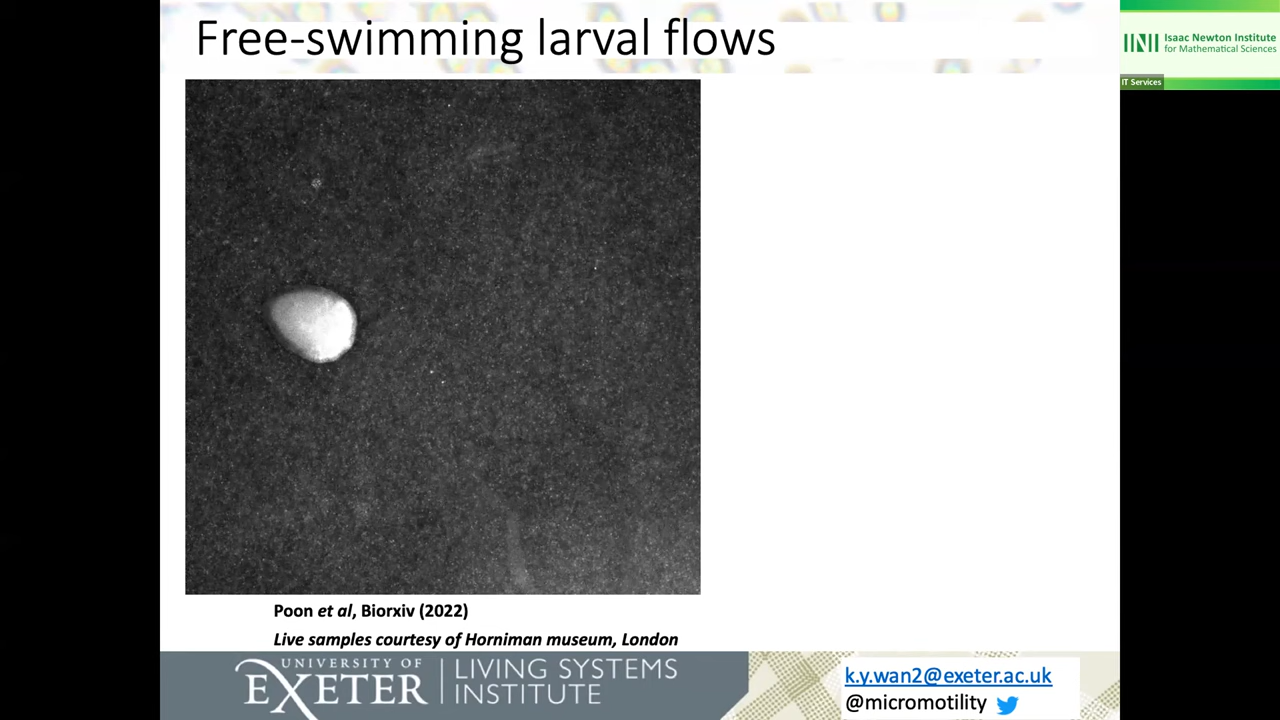 Free-swimming larval flows
Isaac Newton Institute
for Mathematical Sciences
IT Services
Poon et al, Biorxiv (2022)
Live samples courtesy of Horniman museum, London
UNIVERSITY OF
EXETER
LIVING SYSTEMS
INSTITUTE
k.y.wan2@exeter.ac.uk
@micromotility